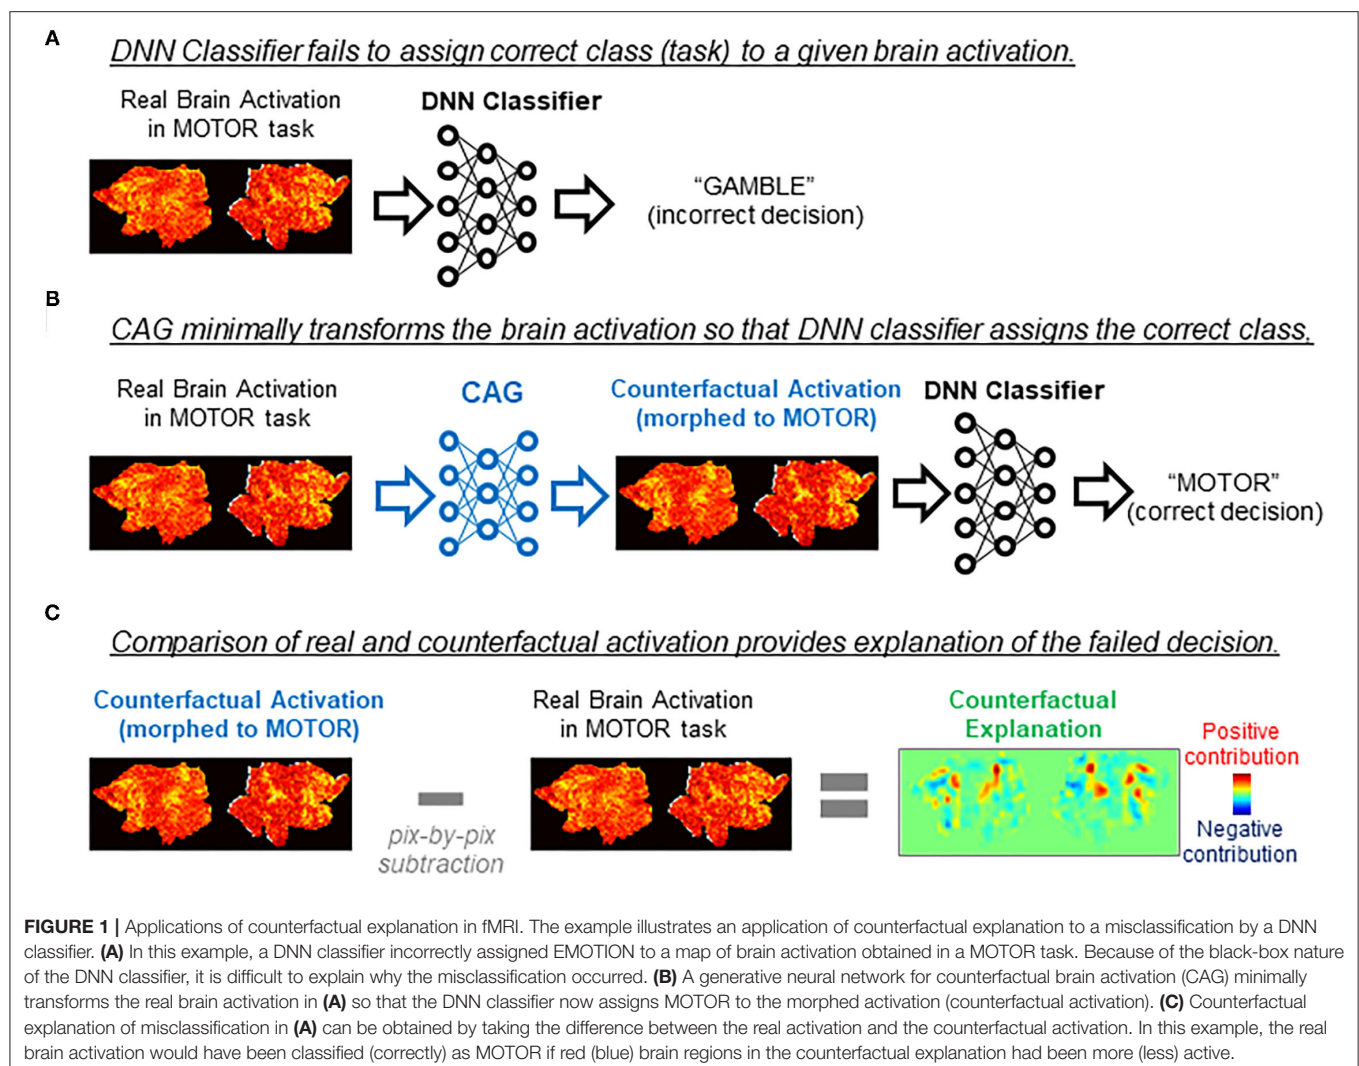 A
DNN Classifier fails to assign correct class (task) to a given brain activation.
Real Brain Activation
in MOTOR task
DNN Classifier
"GAMBLE"
(incorrect decision)
B
CAG minimally transforms the brain activation so that DNN classifier assigns the correct class.
Real Brain Activation
in MOTOR task
CAG
Counterfactual Activation
(morphed to MOTOR)
DNN Classifier
"MOTOR"
(correct decision)
C
Comparison of real and counterfactual activation provides explanation of the failed decision.
Counterfactual Activation
(morphed to MOTOR)
pix-by-pix
subtraction
Real Brain Activation
in MOTOR task
Counterfactual
Explanation
Positive
contribution
Negative
contribution
FIGURE 1 | Applications of counterfactual explanation in fMRI. The example illustrates an application of counterfactual explanation to a misclassification by a DNN
classifier. (A) In this example, a DNN classifier incorrectly assigned EMOTION to a map of brain activation obtained in a MOTOR task. Because of the black-box nature
of the DNN classifier, it is difficult to explain why the misclassification occurred. (B) A generative neural network for counterfactual brain activation (CAG) minimally
transforms the real brain activation in (A) so that the DNN classifier now assigns MOTOR to the morphed activation (counterfactual activation). (C) Counterfactual
explanation of misclassification in (A) can be obtained by taking the difference between the real activation and the counterfactual activation. In this example, the real
brain activation would have been classified (correctly) as MOTOR if red (blue) brain regions in the counterfactual explanation had been more (less) active.